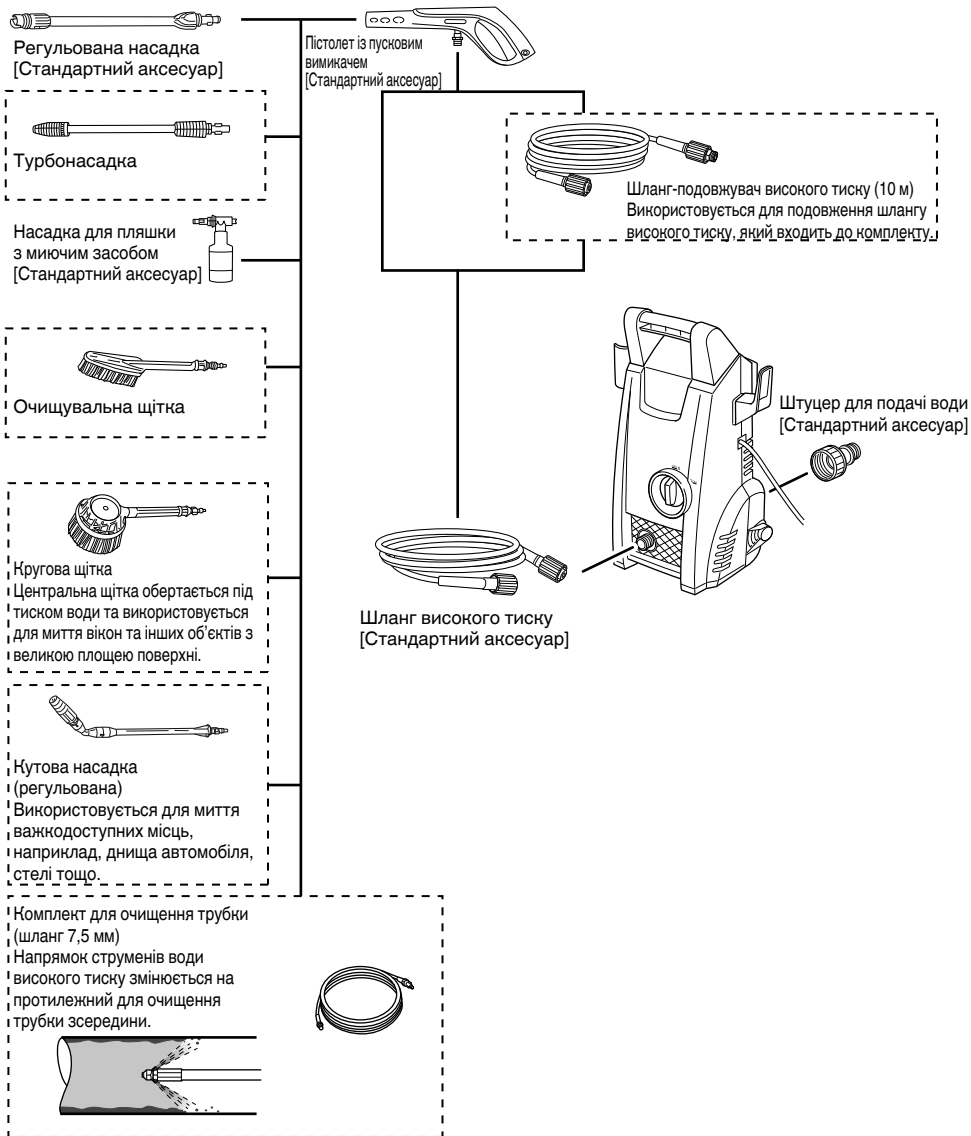 Регульована насадка
[Стандартний аксесуар]
Пістолет із пусковим
вимикачем
[Стандартний аксесуар]
Турбонасадка
Шланг-подовжувач високого тиску (10 м)
Використовується для подовження шлангу
високого тиску, який входить до комплекту.
Насадка для пляшки
з миючим засобом
[Стандартний аксесуар]
Очищувальна щітка
Штуцер для подачі води
[Стандартний аксесуар]
Кругова щітка
Центральна щітка обертається під
тиском води та використовується
для миття вікон та інших об’єктів з
великою площею поверхні.
Шланг високого тиску
[Стандартний аксесуар]
Кутова насадка
(регульована)
Використовується для миття
важкодоступних місць,
наприклад, днища автомобіля,
стелі тощо.
Комплект для очищення трубки
(шланг 7,5 мм)
Напрямок струменів води
високого тиску змінюється на
протилежний для очищення
трубки зсередини.